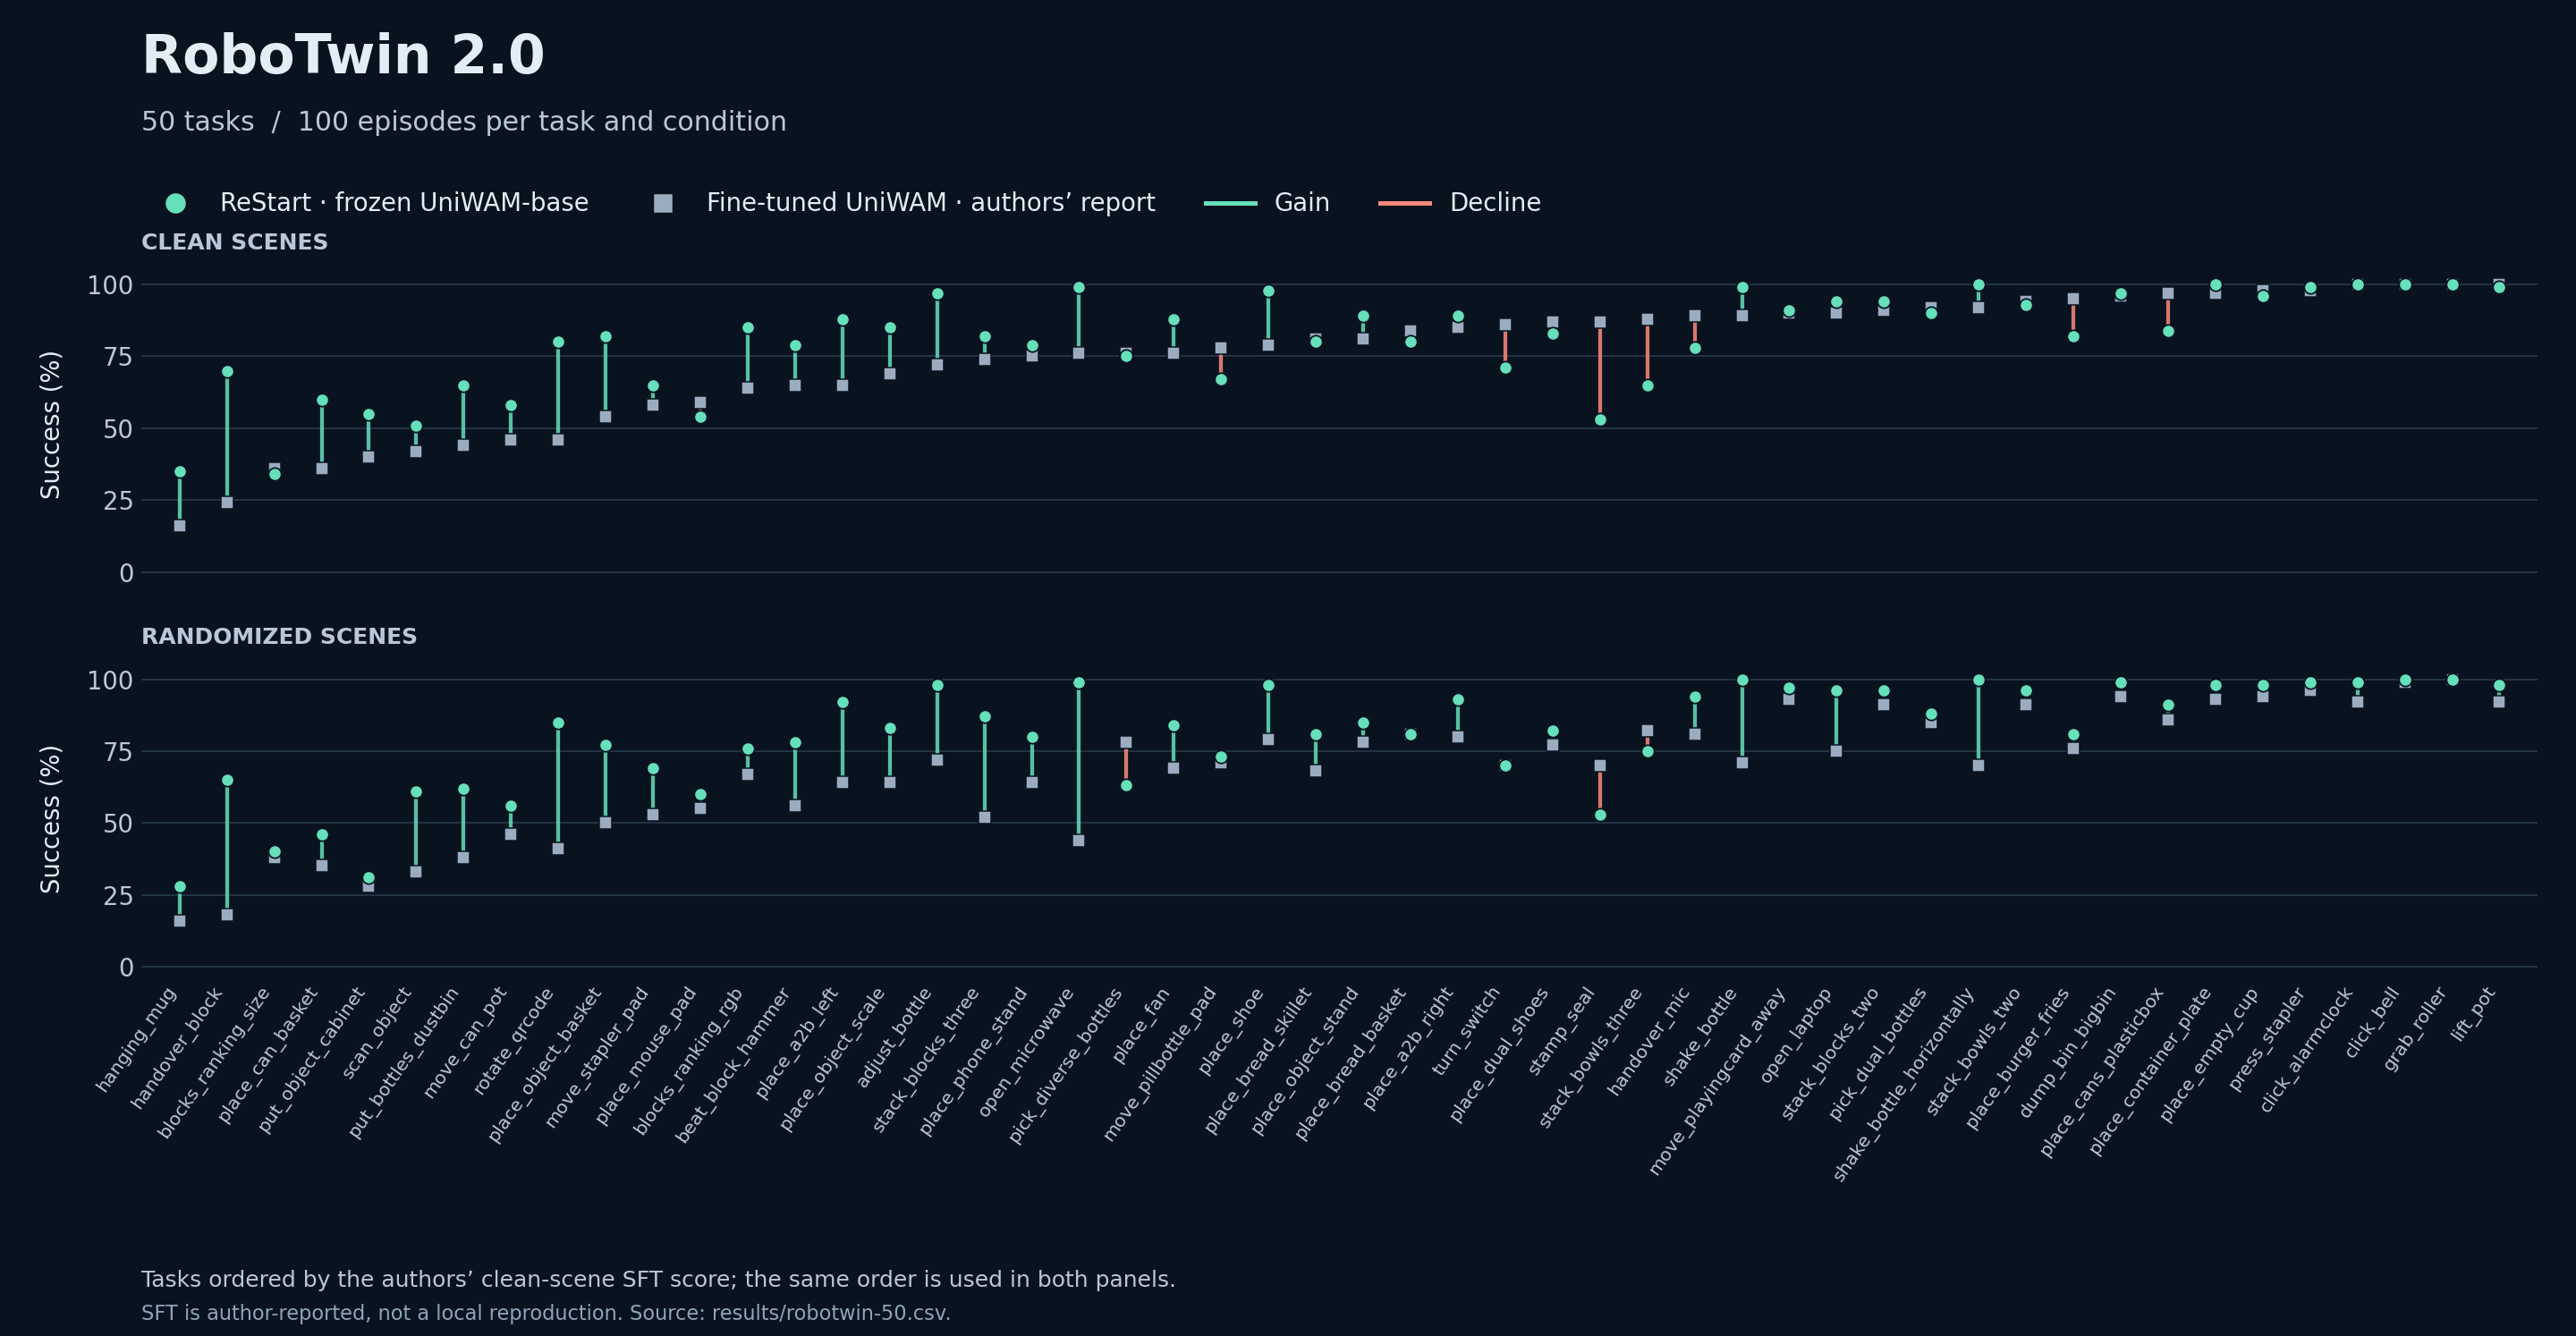 RoboTwin 2.0
50 tasks / 100 episodes per task and condition
ReStart · frozen UniWAM-base
Fine-tuned UniWAM · authors’ report
Gain
Decline
CLEAN SCENES
Success (%)
100
75
50
25
0
RANDOMIZED SCENES
Success (%)
100
75
50
25
0
hanging_mug
handover_block
blocks_ranking_size
place_can_basket
put_object_cabinet
scan_object
put_bottles_dustbin
move_can_pot
rotate_qrcode
place_object_basket
move_stapler_pad
place_mouse_pad
blocks_ranking_rgb
beat_block_hammer
place_a2b_left
place_object_scale
adjust_bottle
stack_blocks_three
place_phone_stand
open_microwave
pick_diverse_bottles
place_fan
move_pillbottle_pad
place_shoe
place_bread_skillet
place_object_stand
place_bread_basket
place_a2b_right
turn_switch
place_dual_shoes
stamp_seal
stack_bowls_three
handover_mic
shake_bottle
move_playingcard_away
open_laptop
stack_blocks_two
pick_dual_bottles
shake_bottle_horizontally
stack_bowls_two
place_burger_fries
dump_bin_bigbin
place_cans_plasticbox
place_container_plate
place_empty_cup
press_stapler
click_alarmclock
click_bell
grab_roller
lift_pot
Tasks ordered by the authors’ clean-scene SFT score; the same order is used in both panels.
SFT is author-reported, not a local reproduction. Source: results/robotwin-50.csv.